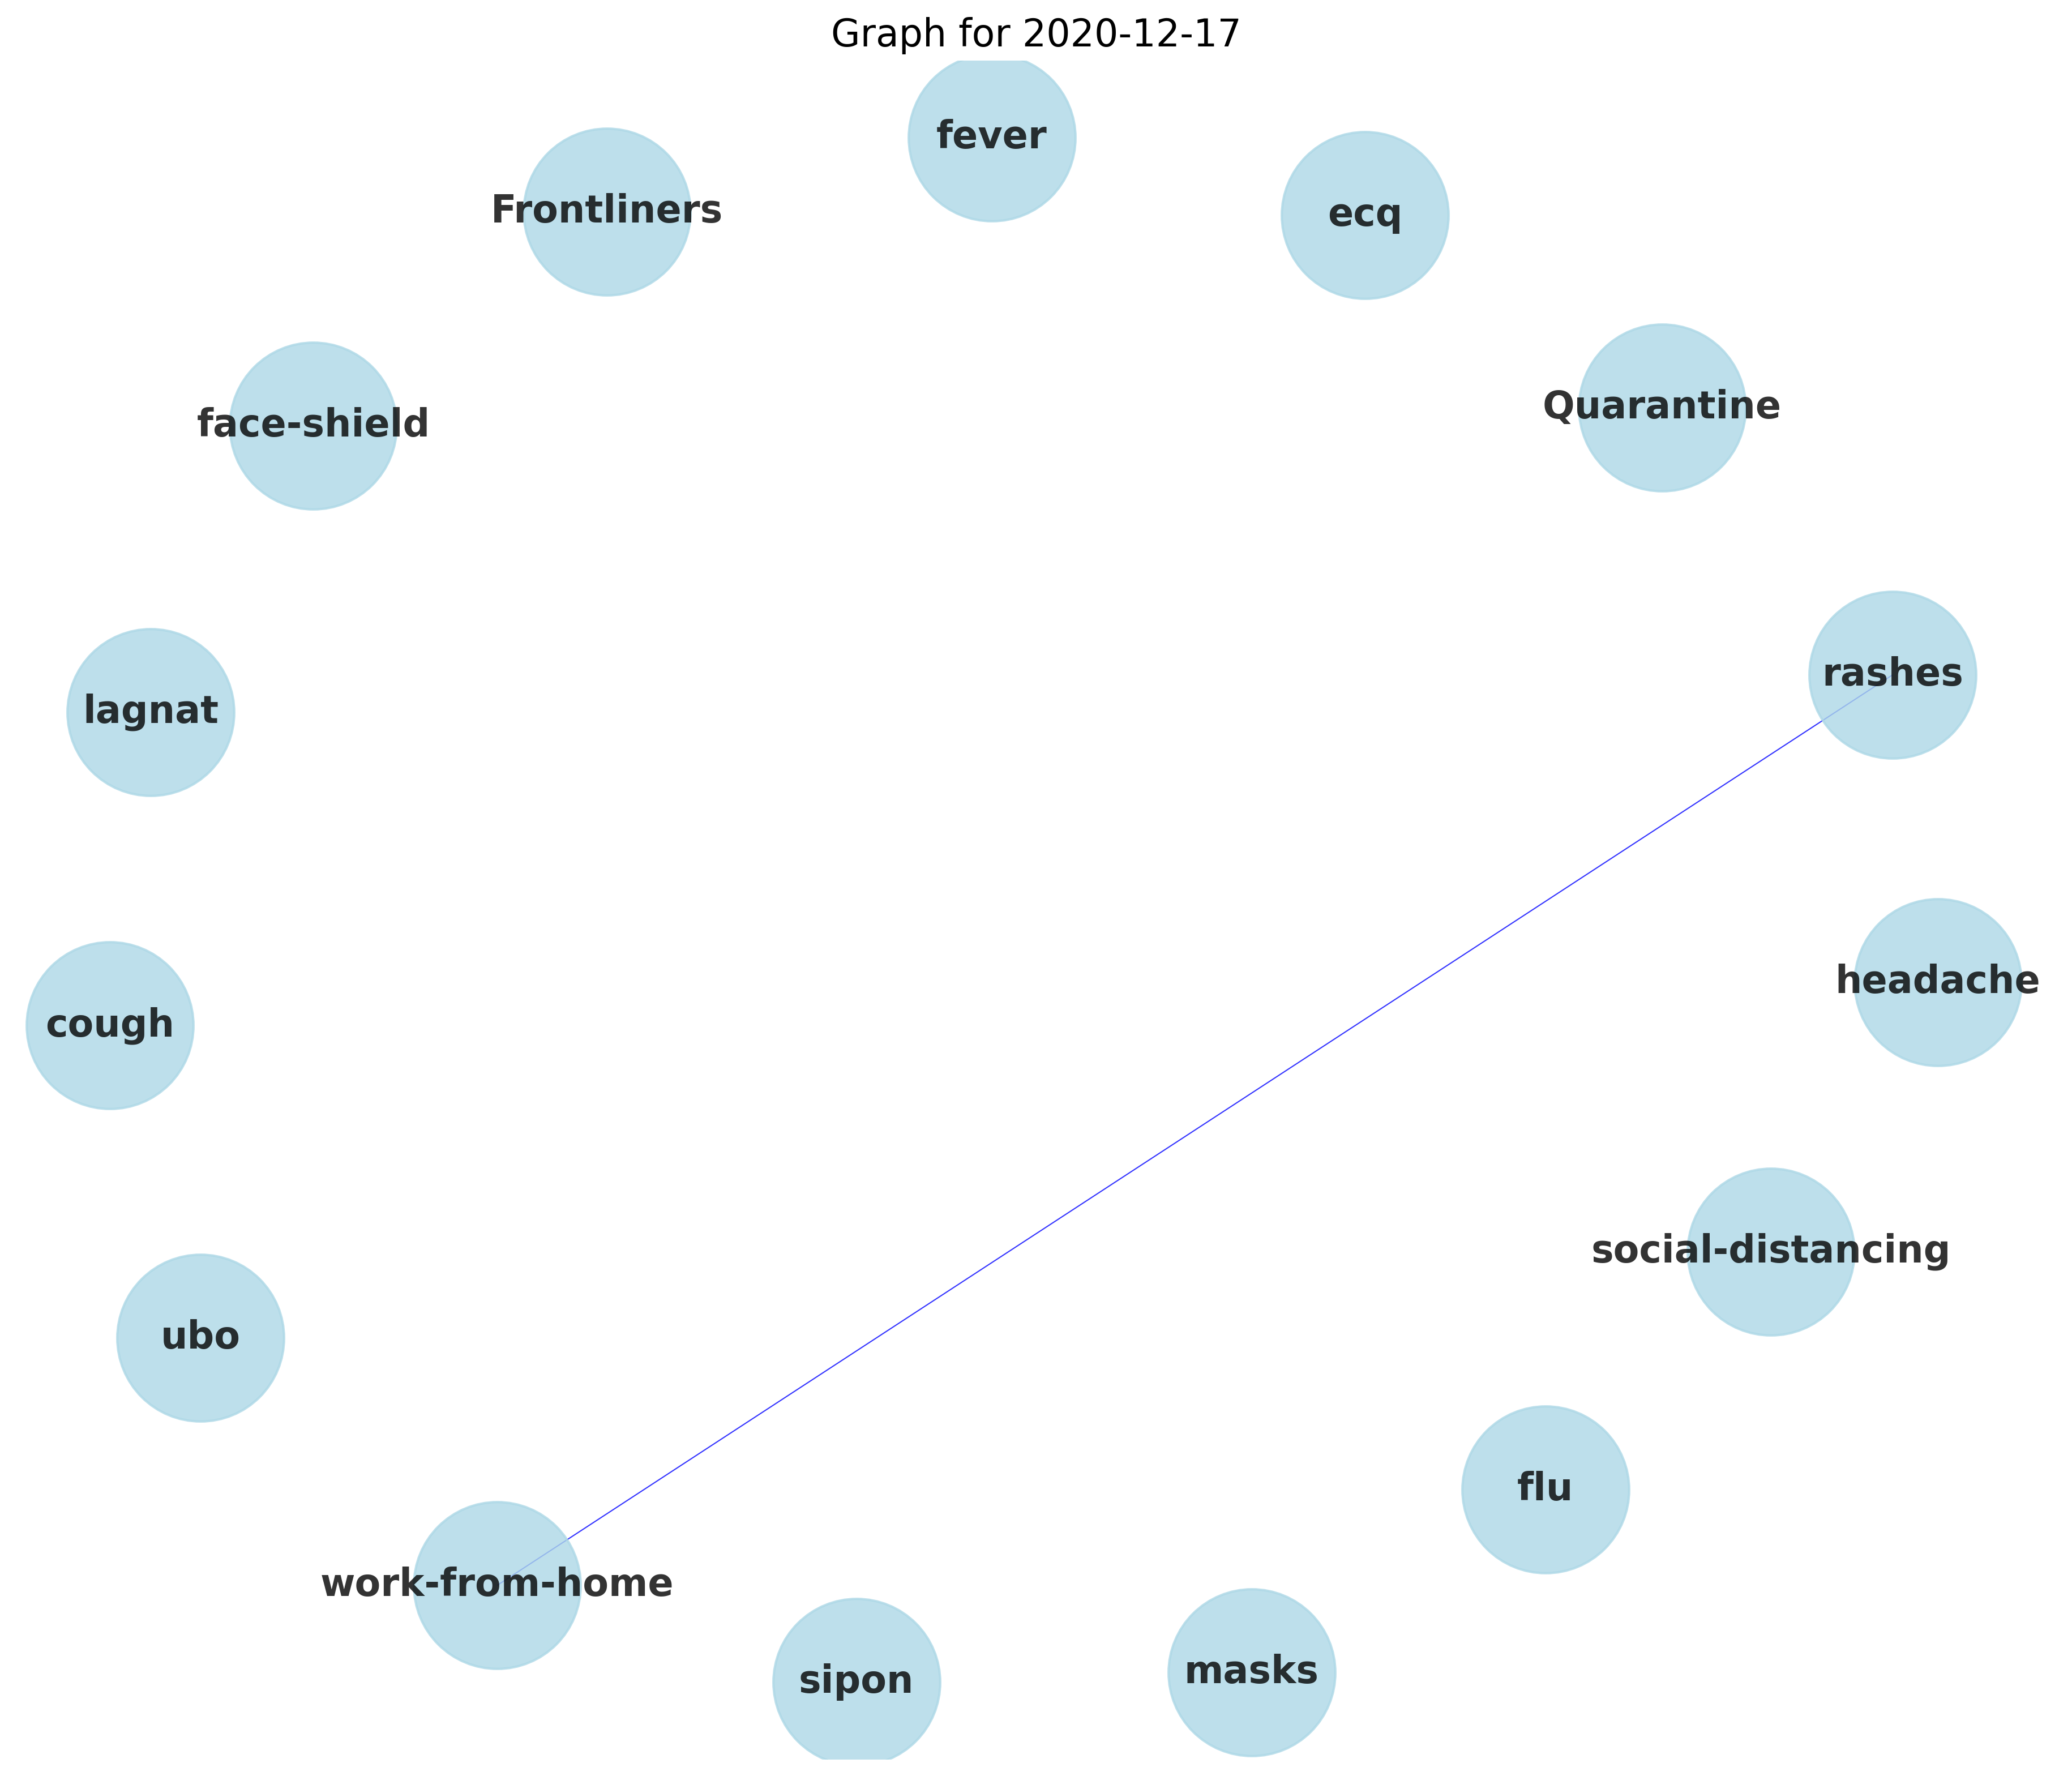 Graph for 2020-12-17
fever
Frontliners
ecq
Quarantine
face-shield
rashes
lagnat
headache
cough
social-distancing
ubo
flu
work-from-home
masks
sipon